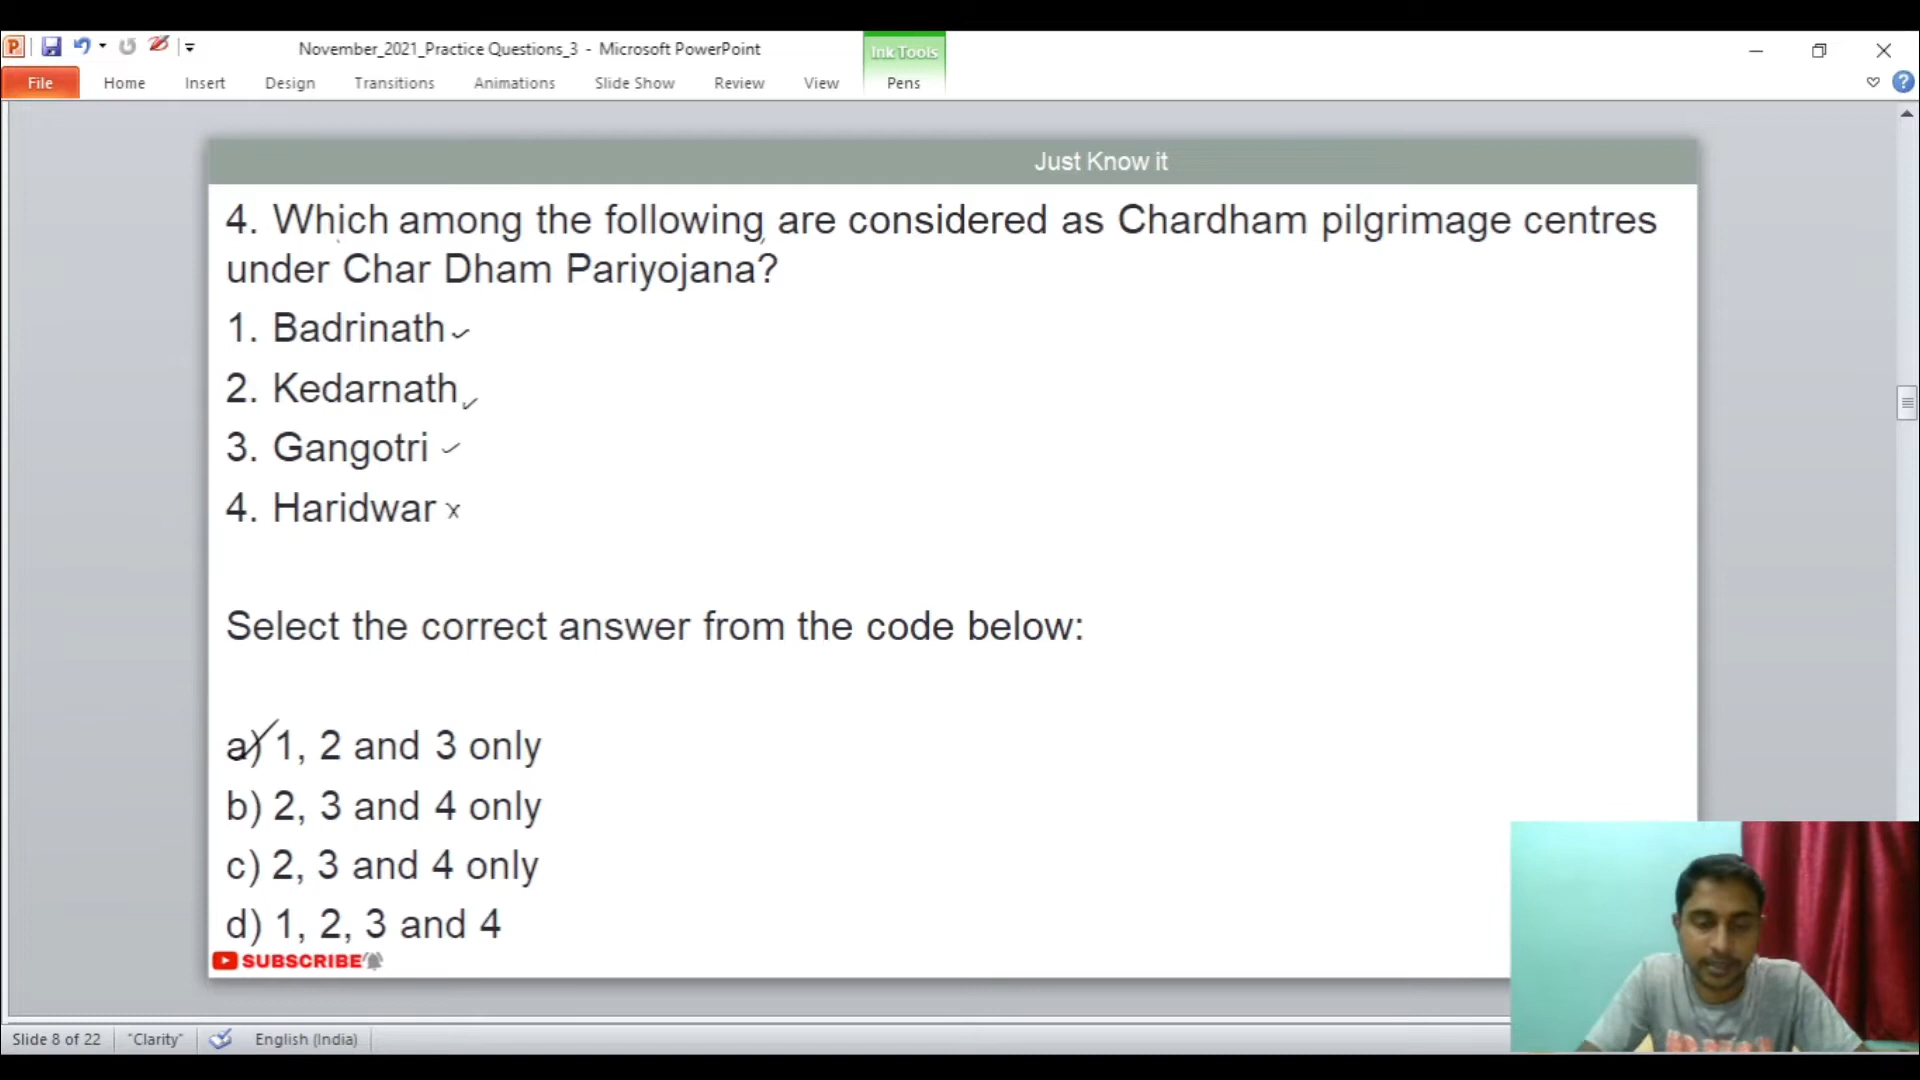 November_2021_Practice Questions_3 - Microsoft PowerPoint
Ink Tools
File Home Insert Design Transitions Animations Slide Show Review View Pens
Just Know it
4. Which among the following are considered as Chardham pilgrimage centres
under Char Dham Pariyojana?
1. Badrinath
2. Kedarnath
3. Gangotri
4. Haridwar
Select the correct answer from the code below:
a) 1, 2 and 3 only
b) 2, 3 and 4 only
c) 2, 3 and 4 only
d) 1, 2, 3 and 4
SUBSCRIBE
Slide 8 of 22 "Clarity" English (India)